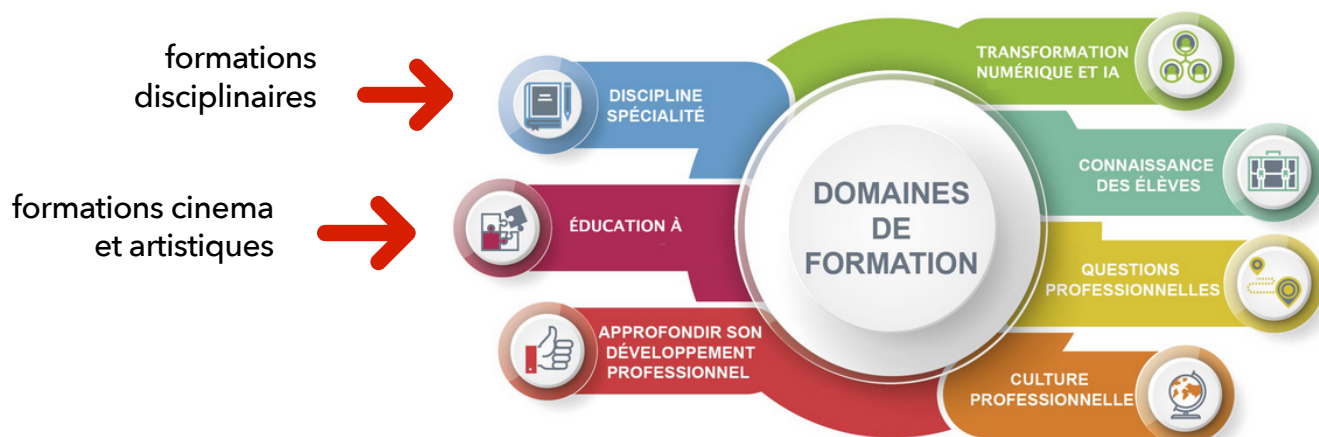 formations
disciplinaires
formations cinema
et artistiques
DISCIPLINE
SPÉCIALITÉ
ÉDUCATION À
APPROFONDIR SON
DÉVELOPPEMENT
PROFESSIONNEL
DOMAINES
DE
FORMATION
TRANSFORMATION
NUMÉRIQUE ET IA
CONNAISSANCE
DES ÉLÈVES
QUESTIONS
PROFESSIONNELLES
CULTURE
PROFESSIONNELLE